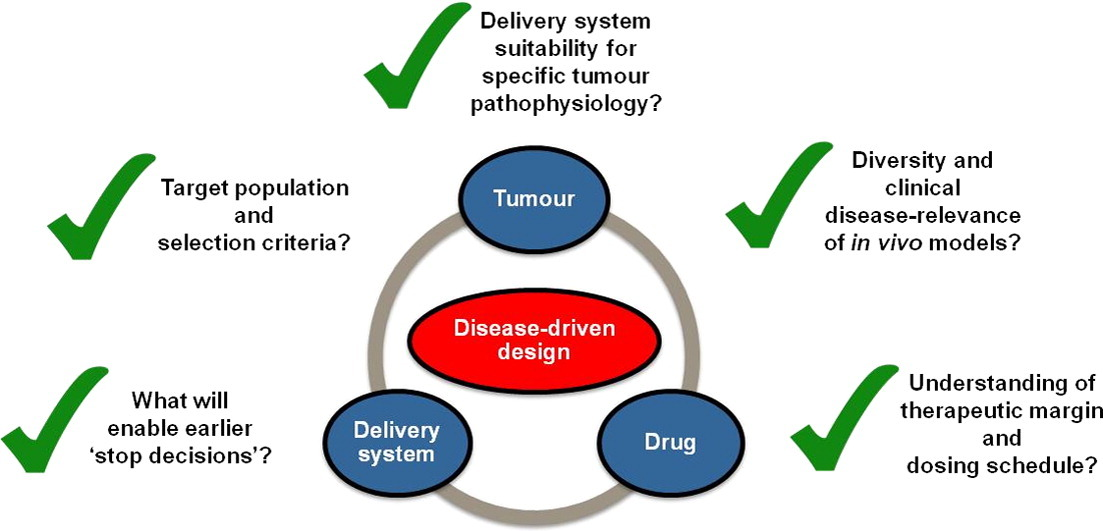 Delivery system
suitability for
specific tumour
pathophysiology?
Target population
and
selection criteria?
Diversity and
clinical
disease-relevance
of in vivo models?
Tumour
Disease-driven
design
What will
enable earlier
‘stop decisions’?
Delivery
system
Drug
Understanding of
therapeutic margin
and
dosing schedule?